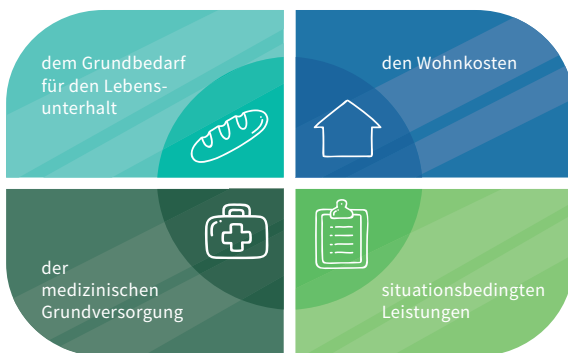 dem Grundbedarf
für den Lebens-
unterhalt
den Wohnkosten
der
medizinischen
Grundversorgung
situationsbedingten
Leistungen